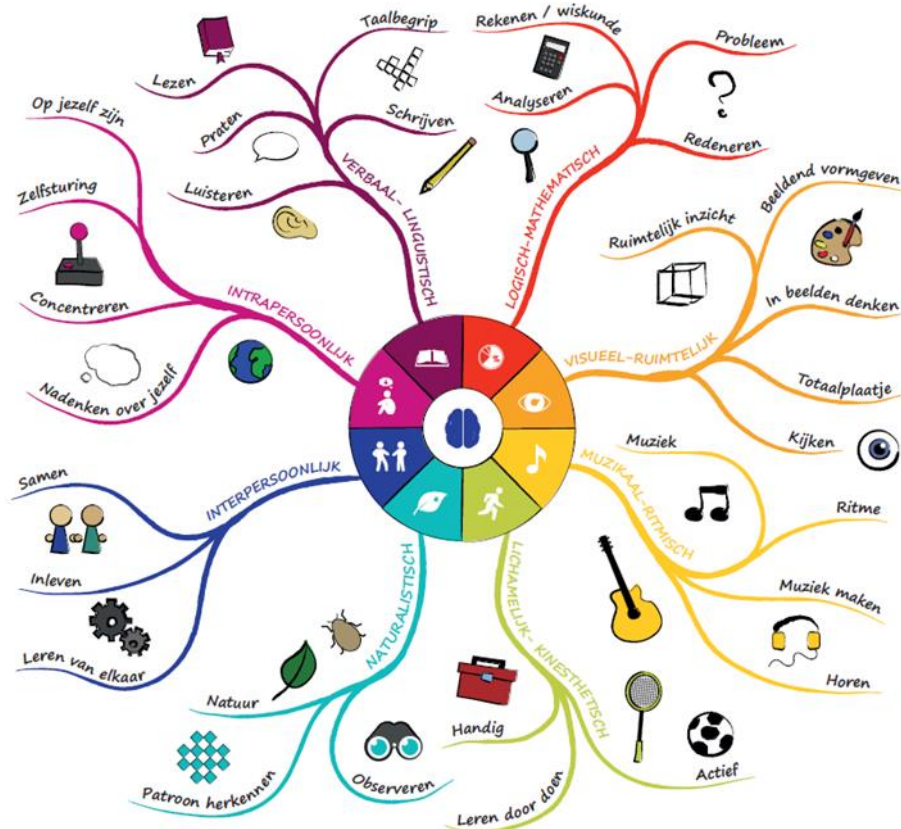 Taalbegrip
Lezen
Praten
Schrijven
Luisteren
VERBAAL- LINGUISTISCH
Rekenen / wiskunde
Probleem
Analyseren
Redeneren
LOGISCH-MATHEMATISCH
Beeldend vormgeven
Ruimtelijk inzicht
In beelden denken
Totaalplaatje
Kijken
VISUEEL-RUIMTELIJK
Muziek
Ritme
Muziek maken
Horen
MUZIKAAL-RITMISCH
Handig
Leren door doen
Actief
LICHAMELIJK- KINESTHETISCH
Natuur
Patroon herkennen
Observeren
NATURALISTISCH
Samen
Inleven
Leren van elkaar
INTERPERSOONLIJK
Op jezelf zijn
Zelfsturing
Concentreren
Nadenken over jezelf
INTRAPERSOONLIJK